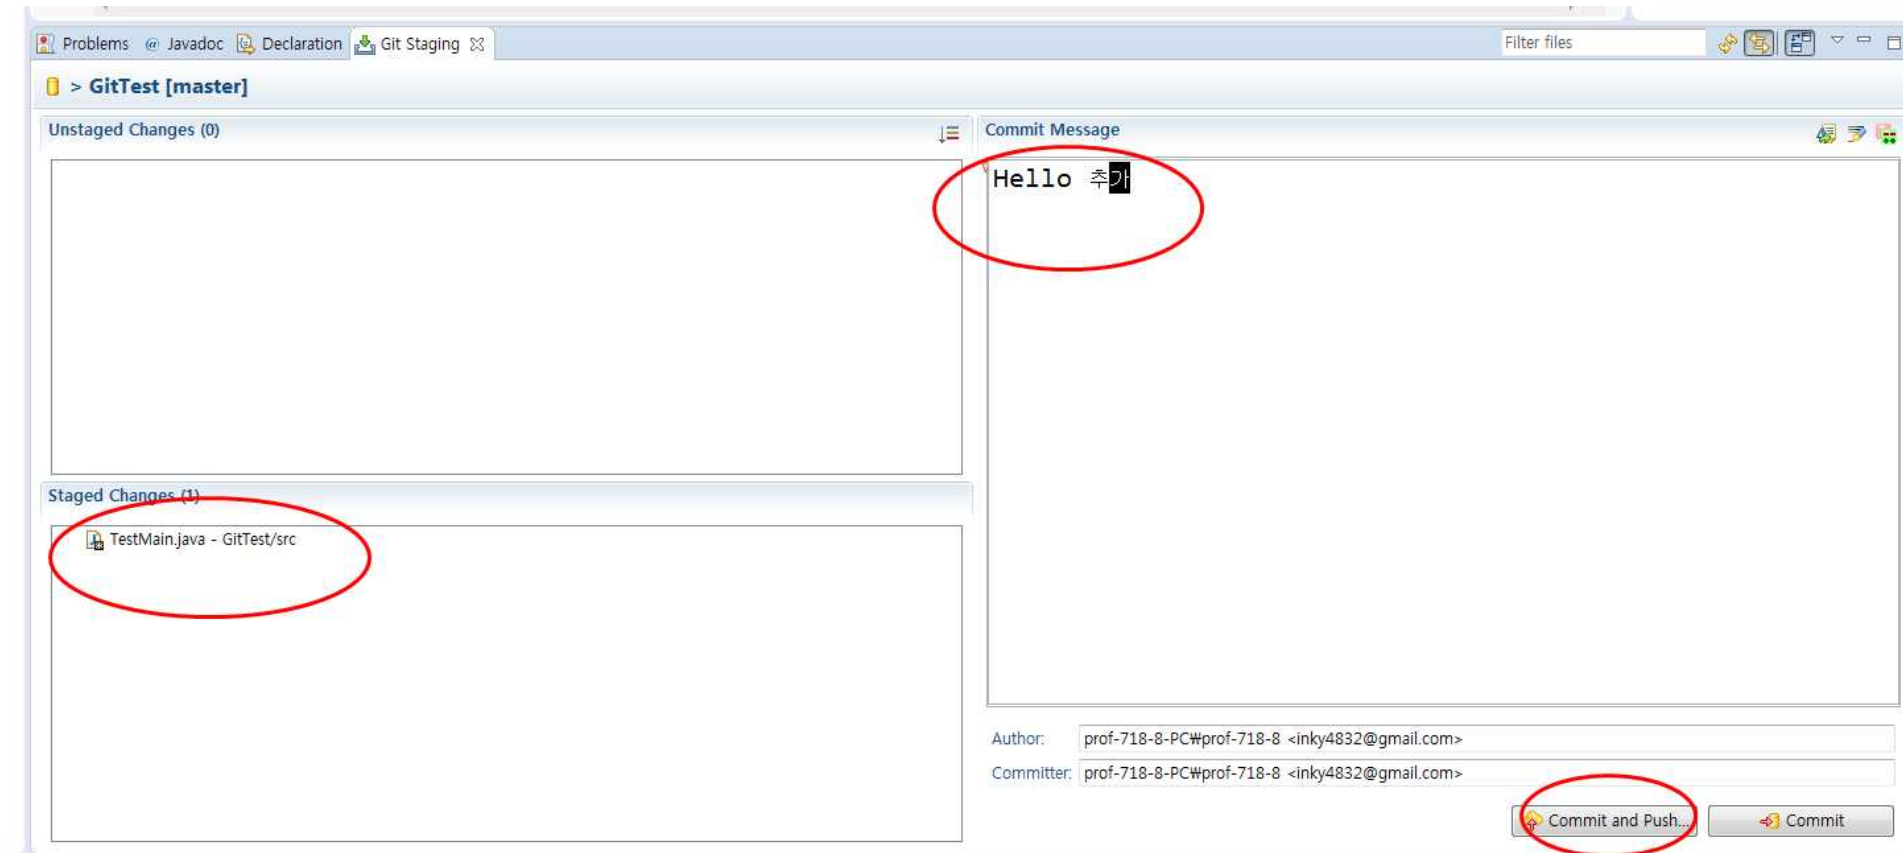 Problems @ Javadoc Declaration Git Staging
Filter files
> GitTest [master]
Unstaged Changes (0)
Commit Message
Hello 추가
Staged Changes (1)
TestMain.java - GitTest/src
Author: prof-718-8-PC₩prof-718-8 <inky4832@gmail.com>
Committer: prof-718-8-PC₩prof-718-8 <inky4832@gmail.com>
Commit and Push...
Commit